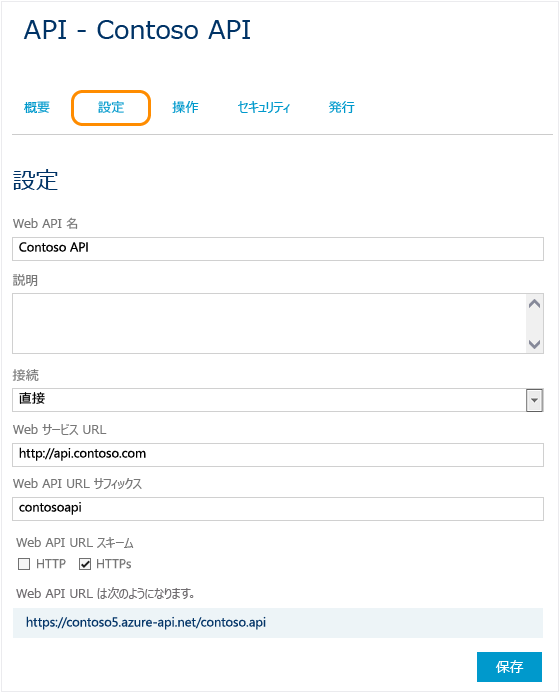 API - Contoso API
概要 設定 操作 セキュリティ 発行
設定
Web API 名
Contoso API
説明
接続
直接
Web サービス URL
http://api.contoso.com
Web API URL サフィックス
contosoapi
Web API URL スキーム
HTTP HTTPs
Web API URL は次のようになります。
https://contoso5.azure-api.net/contoso.api
保存